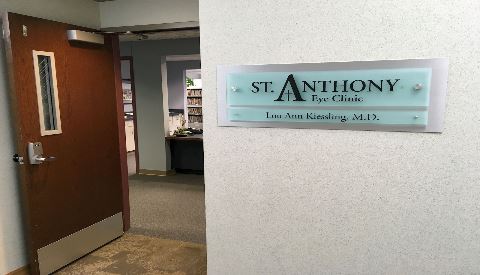 ST. ANTHONY
Eye Clinic
Lou Ann Kiessling, M.D.